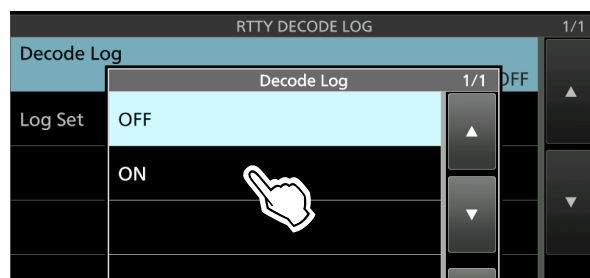 RTTY DECODE LOG 1/1
Decode Log
OFF
Decode Log 1/1
Log Set
OFF
ON